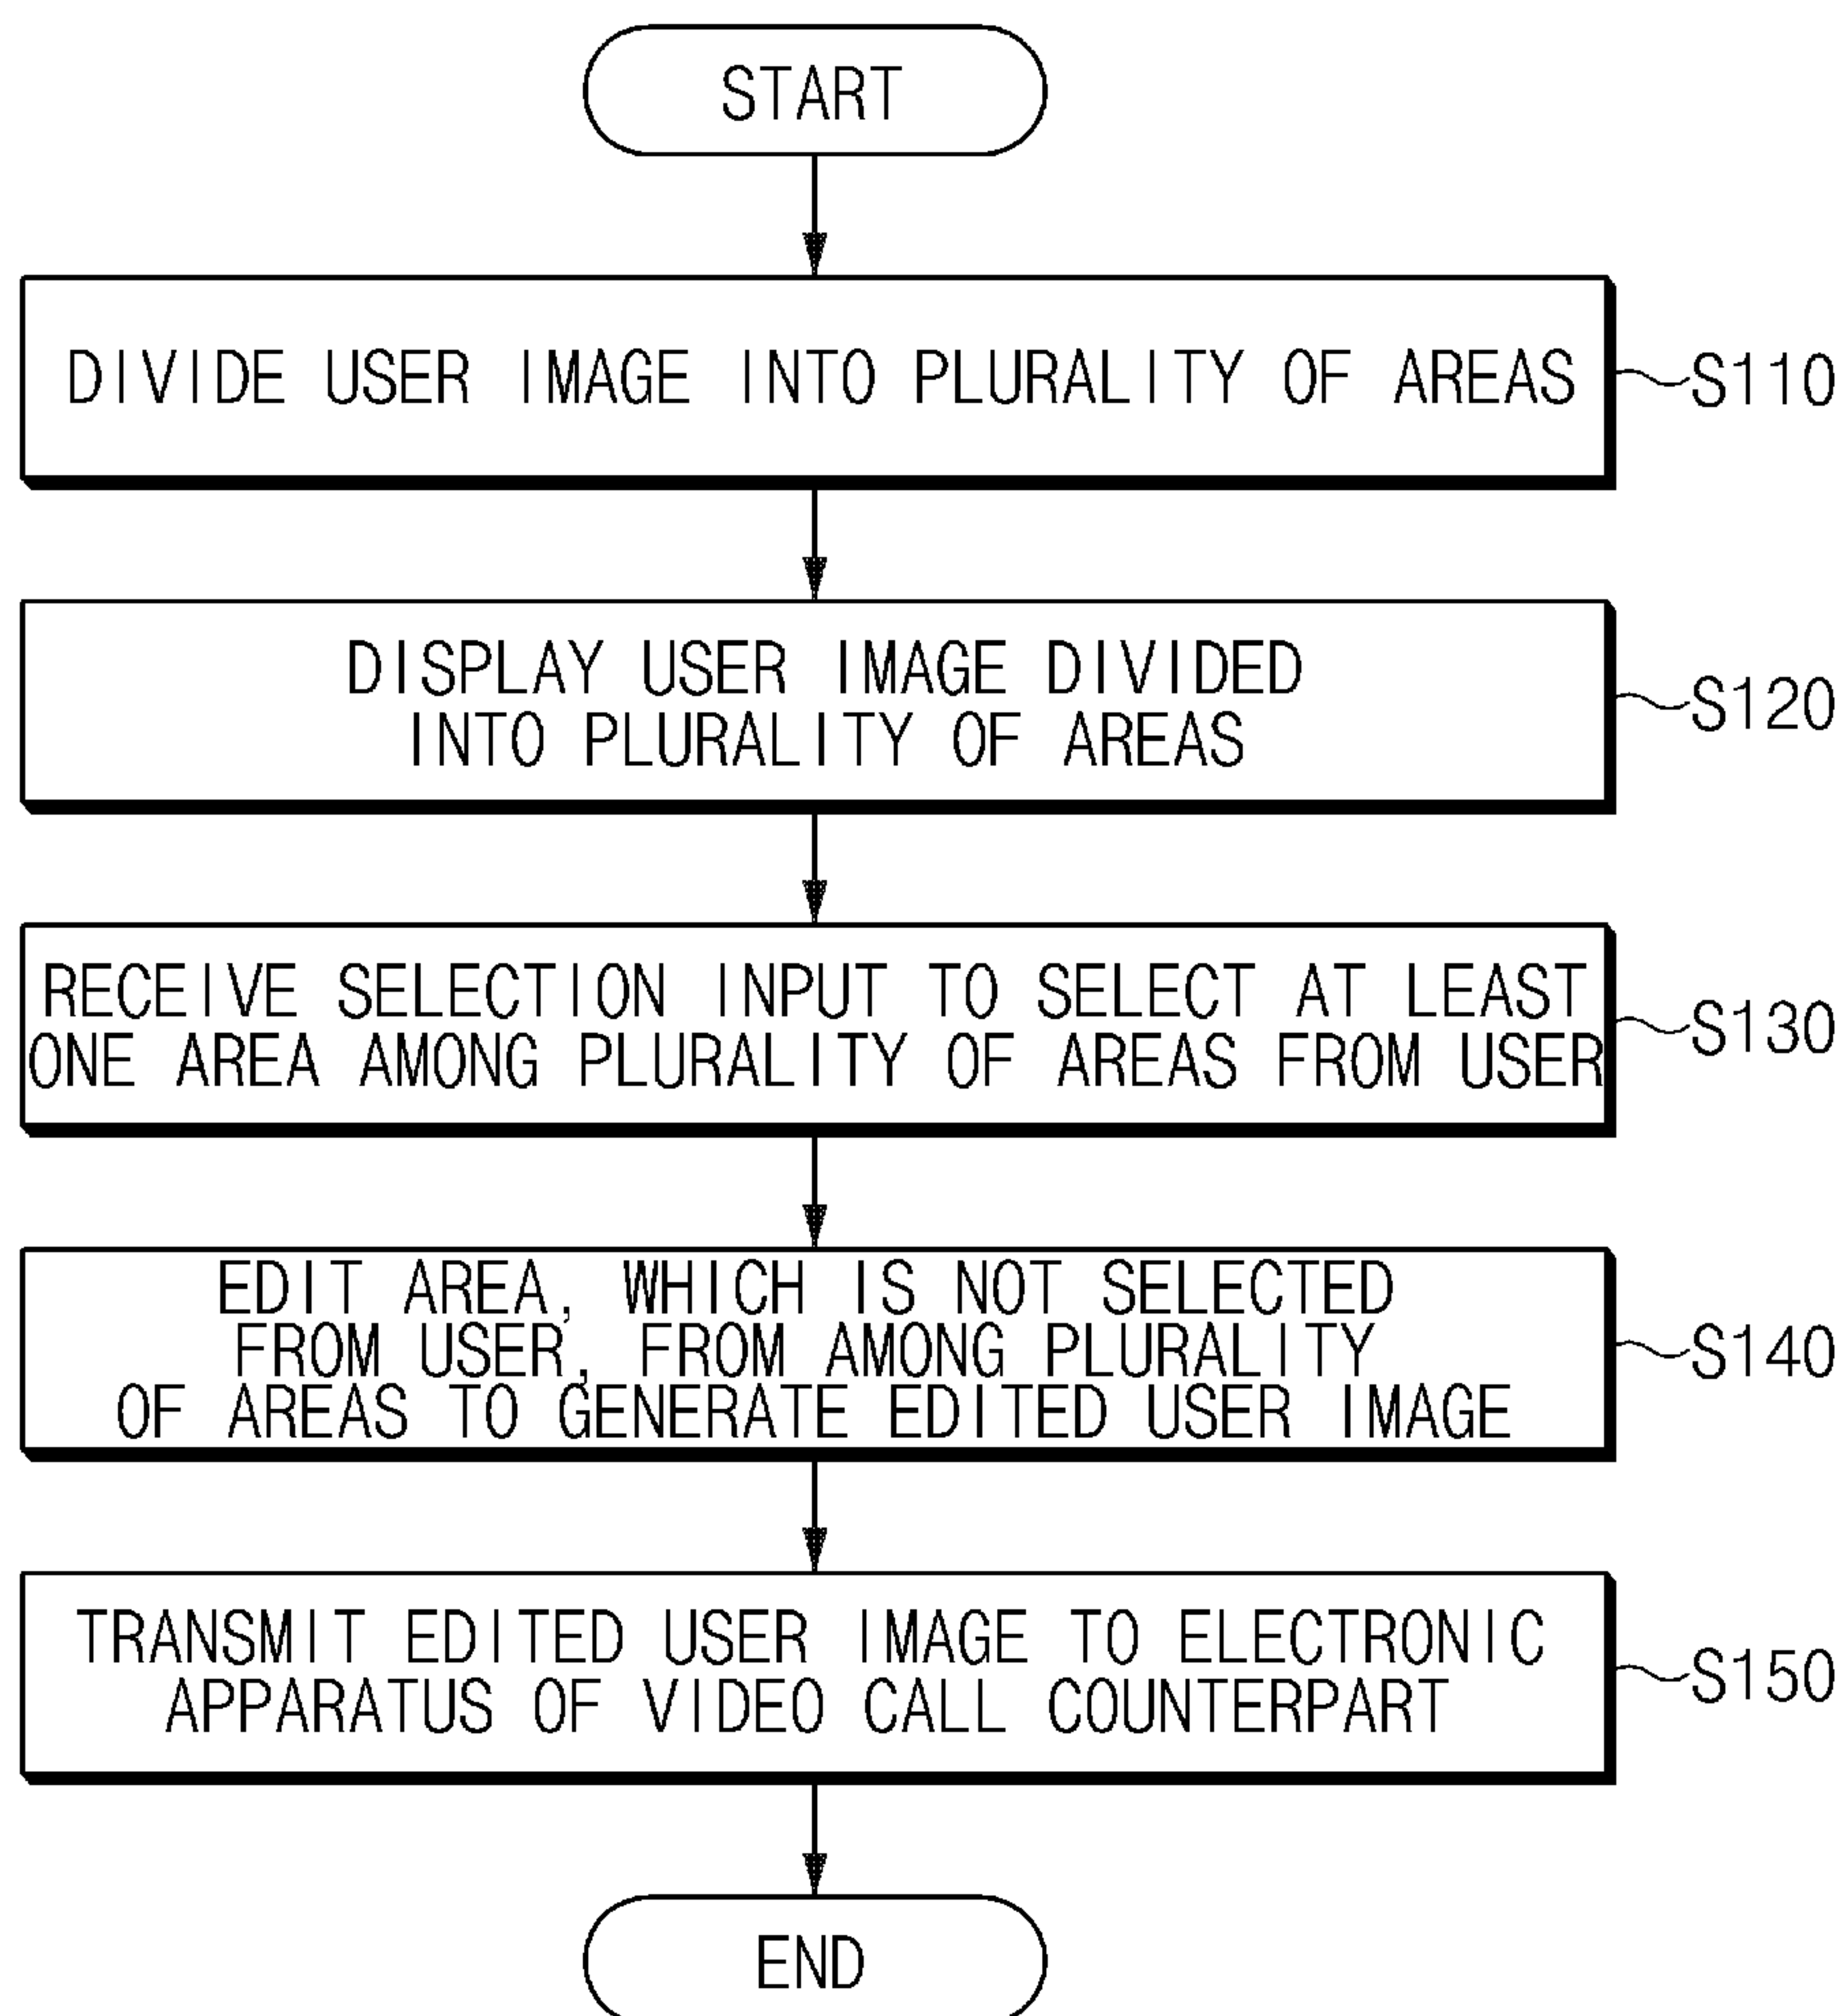 START
DIVIDE USER IMAGE INTO PLURALITY OF AREAS
S110
DISPLAY USER IMAGE DIVIDED
INTO PLURALITY OF AREAS
S120
RECEIVE SELECTION INPUT TO SELECT AT LEAST
ONE AREA AMONG PLURALITY OF AREAS FROM USER
S130
EDIT AREA, WHICH IS NOT SELECTED
FROM USER, FROM AMONG PLURALITY
OF AREAS TO GENERATE EDITED USER IMAGE
S140
TRANSMIT EDITED USER IMAGE TO ELECTRONIC
APPARATUS OF VIDEO CALL COUNTERPART
S150
END